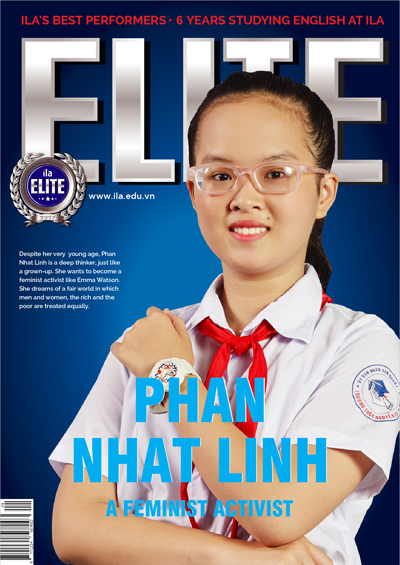 ILA'S BEST PERFORMERS • 6 YEARS STUDYING ENGLISH AT ILA
ELITE
ila
ELITE
www.ila.edu.vn
Despite her very young age, Phan
Nhat Linh is a deep thinker, just like
a grown-up. She wants to become a
feminist activist like Emma Watson.
She dreams of a fair world in which
men and women, the rich and the
poor are treated equally.
PHAN
NHAT LINH
A FEMINIST ACTIVIST